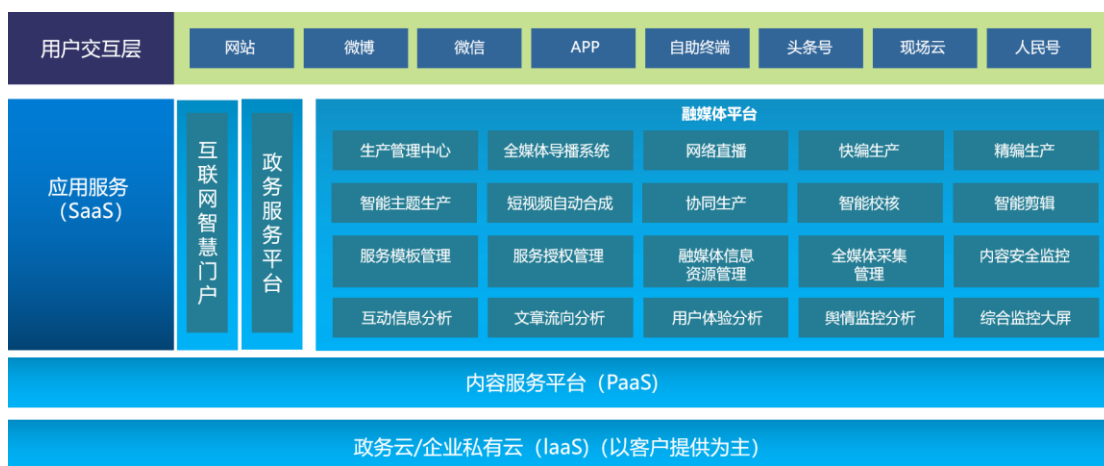 用户交互层
网站
微博
微信
APP
自助终端
头条号
现场云
人民号
应用服务
（SaaS）
互联网智慧门户
政务服务平台
融媒体平台
生产管理中心
全媒体导播系统
网络直播
快编生产
精编生产
智能主题生产
短视频自动合成
协同生产
智能校核
智能剪辑
服务模板管理
服务授权管理
融媒体信息
资源管理
全媒体采集
管理
内容安全监控
互动信息分析
文章流向分析
用户体验分析
舆情监控分析
综合监控大屏
内容服务平台（PaaS）
政务云/企业私有云（IaaS）（以客户提供为主）